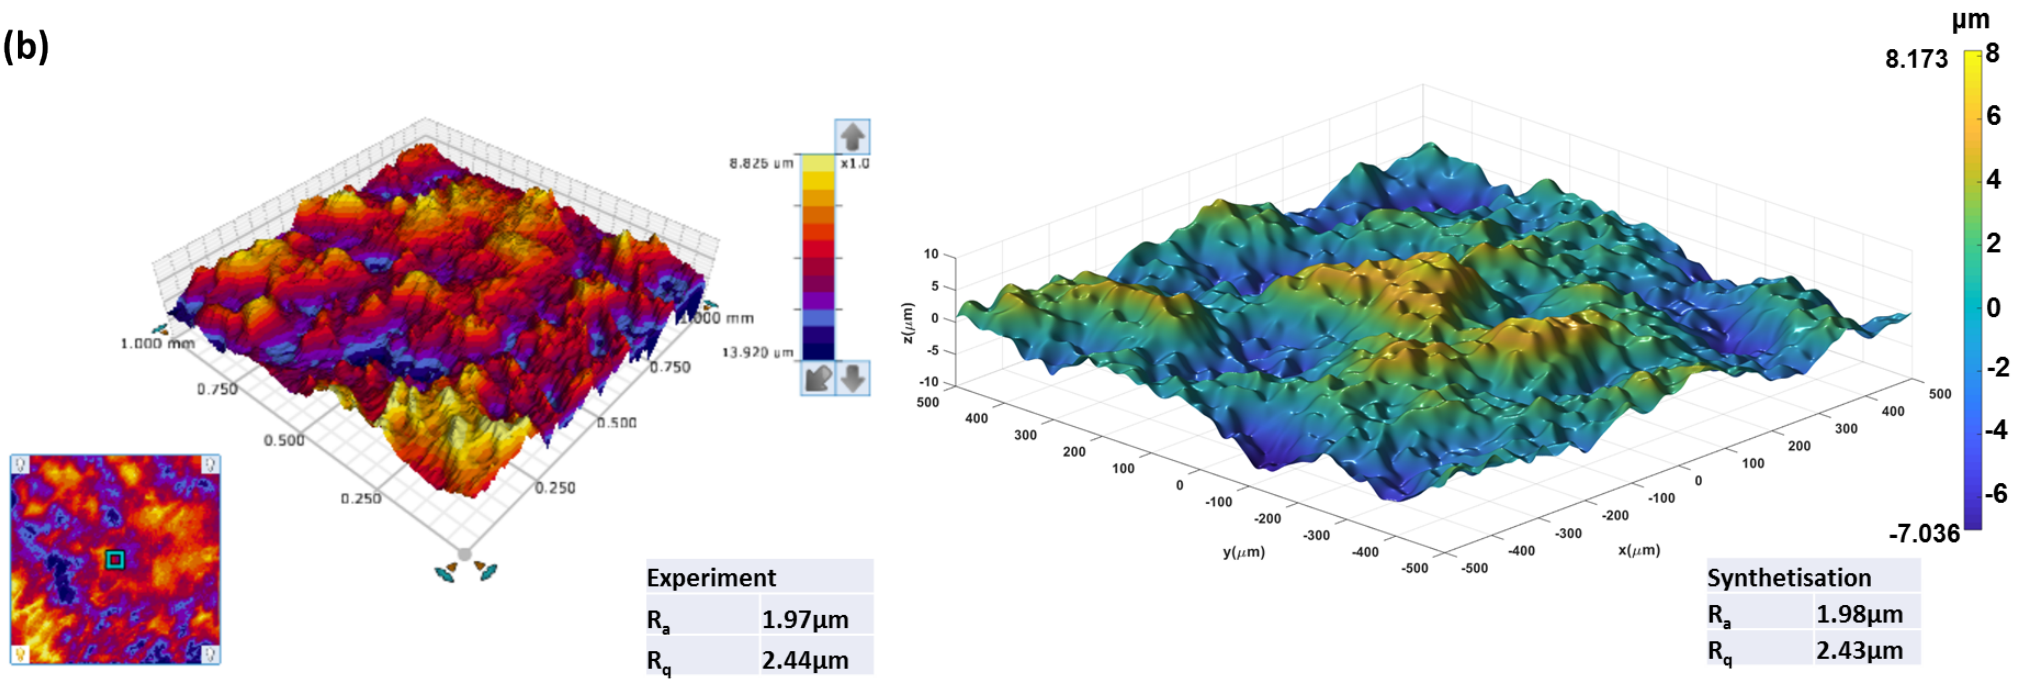 (b)
8.825 um
x1.0
13.920 um
1.000 mm
0.750
0.500
0.250
0.250
0.500
0.750
.000 mm
Experiment
Ra 1.97µm
Rq 2.44µm
µm
8.173
8
6
4
2
0
-2
-4
-6
-7.036
z(µm)
10
5
0
-5
-10
500
400
300
200
100
0
-100
-200
-300
-400
-500
y(µm)
-500
-400
-300
-200
-100
0
100
200
300
400
500
x(µm)
Synthetisation
Ra 1.98µm
Rq 2.43µm